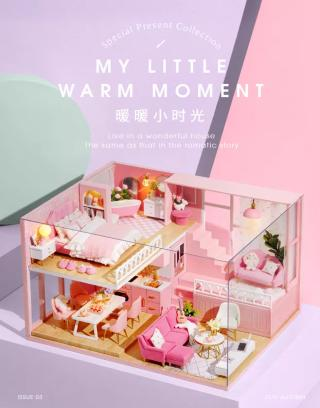 Special Present Collection
MY LITTLE
WARM MOMENT
暖暖小时光
Live in a wonderful house
The same as that in the romatic story
ISSUE 03